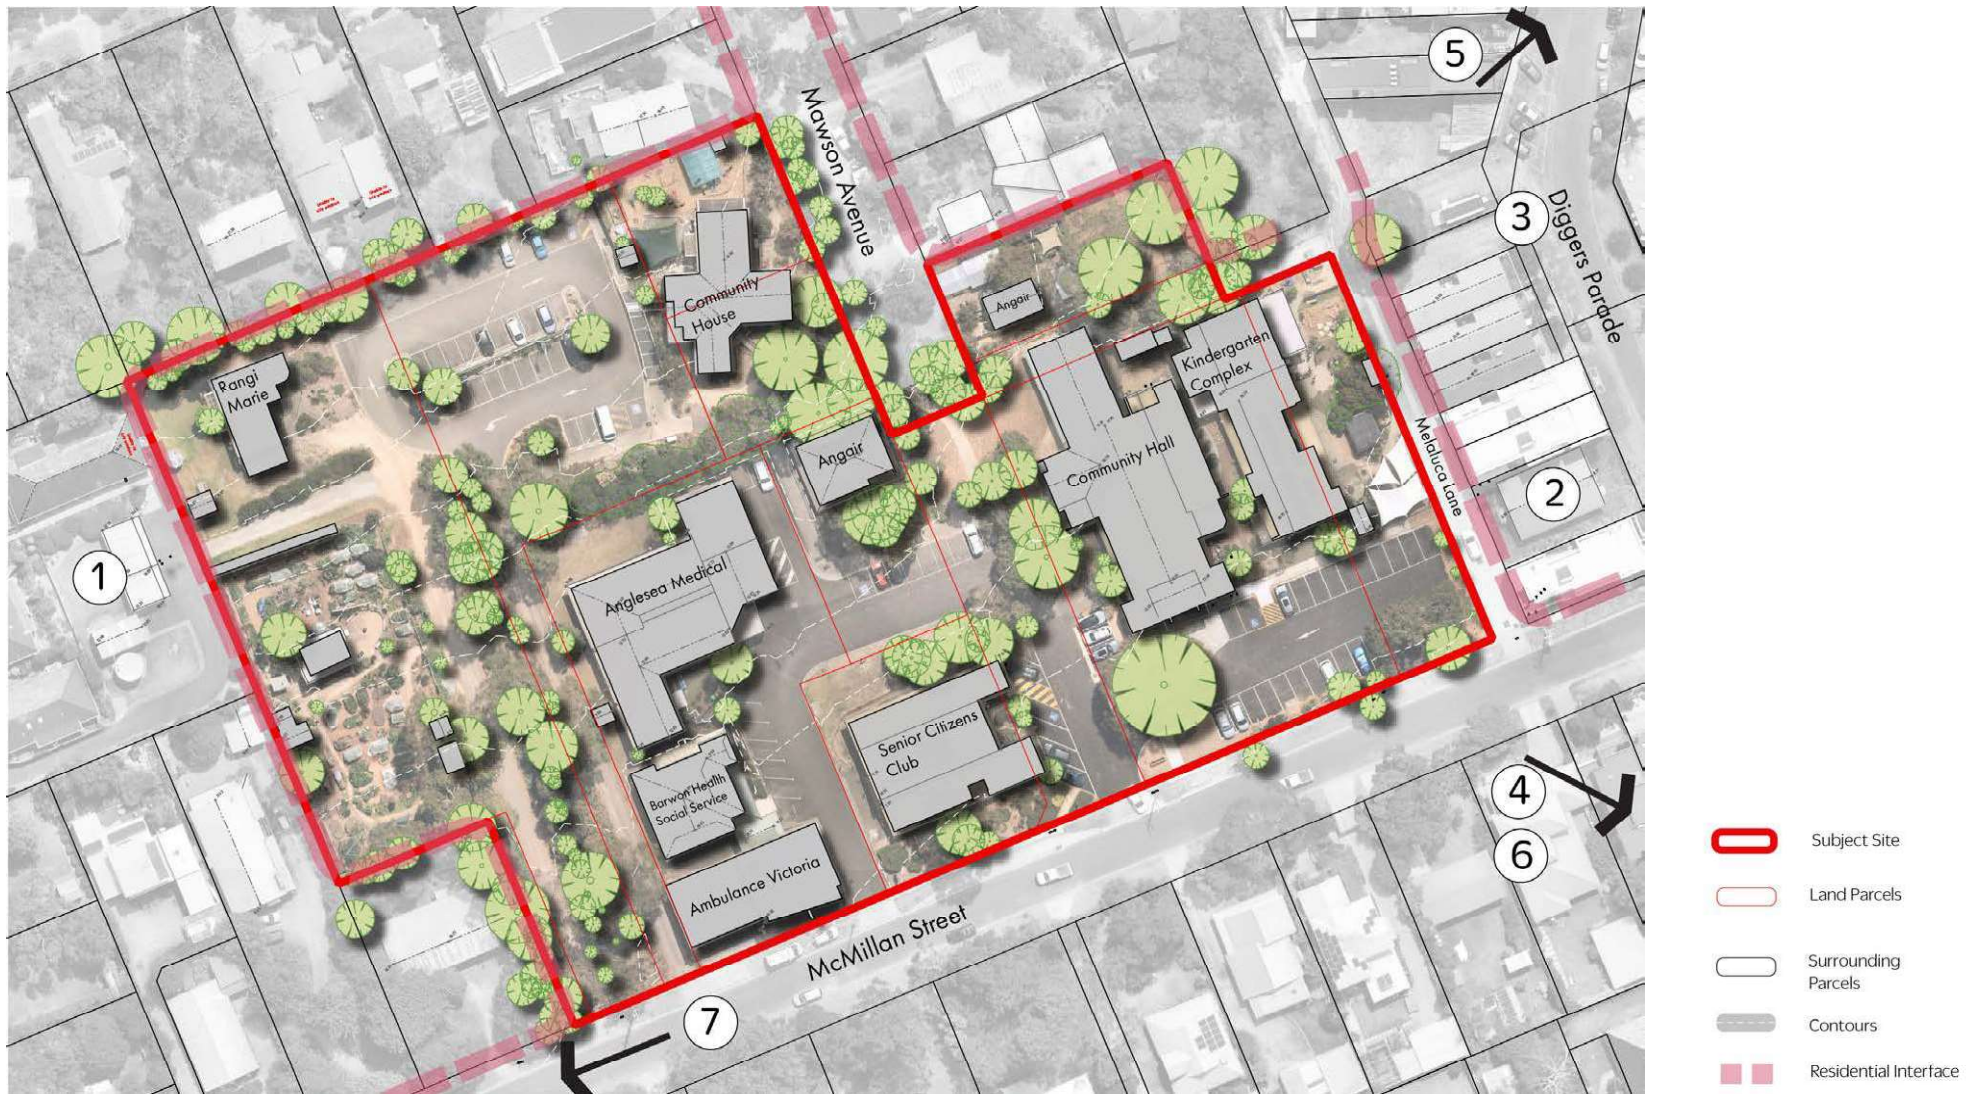 5
Mawson Avenue
3
Diggers Parade
Community
House
Angair
Kindergarten
Complex
Rangi
Marie
Community Hall
Angair
Melaluca Lane
2
1
Anglesea Medical
Senior Citizens
Club
Barwon Health
Social Service
4
6
Ambulance Victoria
McMillan Street
7
Subject Site
Land Parcels
Surrounding
Parcels
Contours
Residential Interface